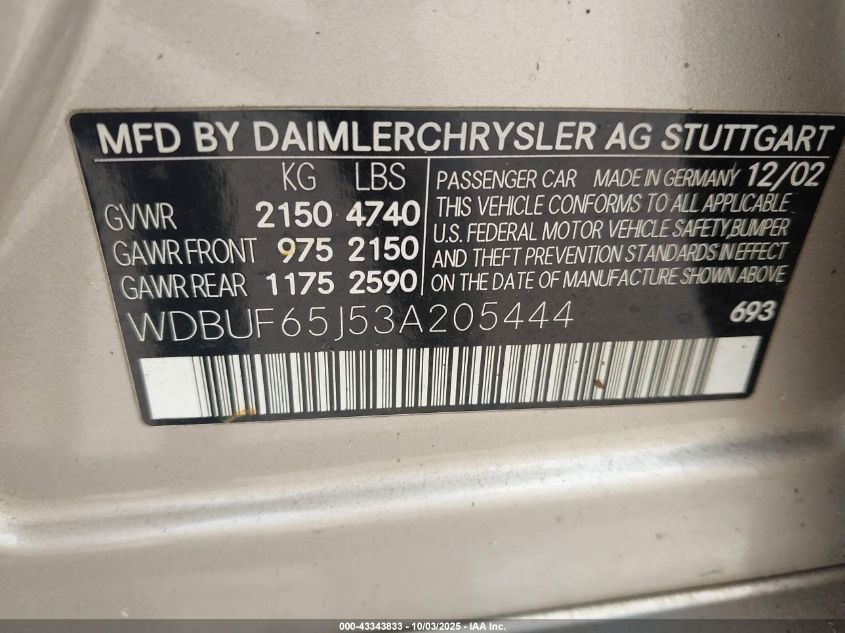 MFD BY DAIMLERCHRYSLER AG STUTTGART
KG LBS
GVWR 2150 4740
GAWR FRONT 975 2150
GAWR REAR 1175 2590
PASSENGER CAR MADE IN GERMANY 12/02
THIS VEHICLE CONFORMS TO ALL APPLICABLE
U.S. FEDERAL MOTOR VEHICLE SAFETY,BUMPER
AND THEFT PREVENTION STANDARDS IN EFFECT
ON THE DATE OF MANUFACTURE SHOWN ABOVE
WDBUF65J53A205444 693
000-43343833 - 10/03/2025 - IAA Inc.